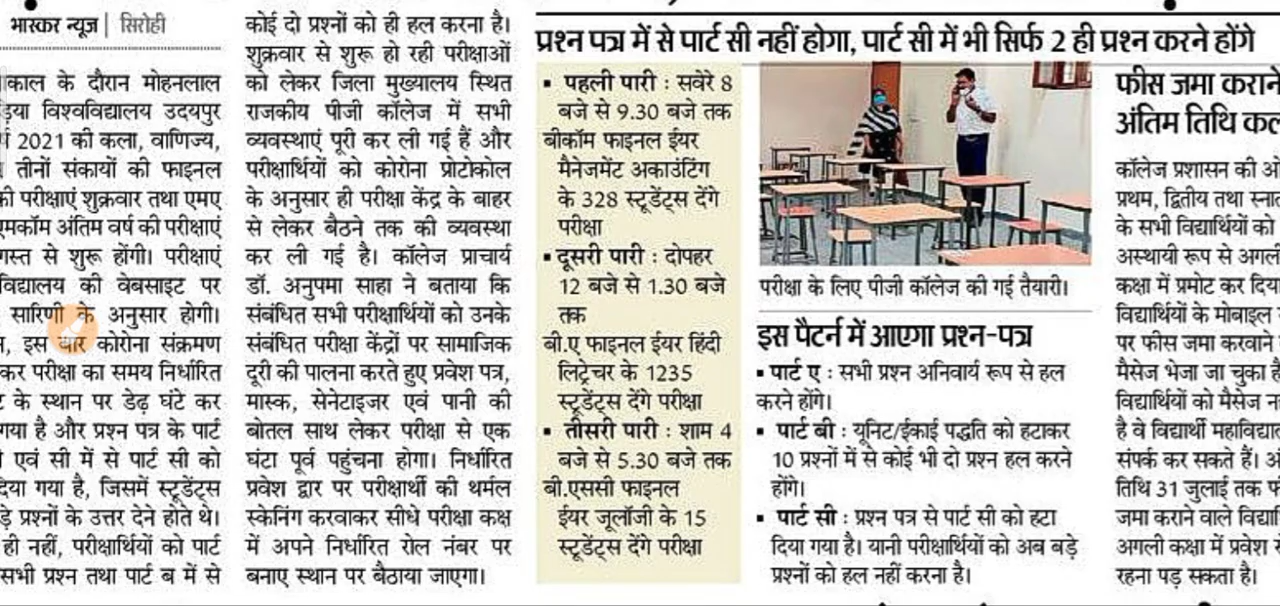 भास्कर न्यूज | सिरोही
काल के दौरान मोहनलाल
विश्वविद्यालय उदयपुर
2021 की कला, वाणिज्य,
तीनों संकायों की फाइनल
की परीक्षाएं शुक्रवार तथा एमए
एमकॉम अंतिम वर्ष की परीक्षाएं
से शुरू होंगी। परीक्षाएं
विद्यालय की वेबसाइट पर
सारिणी के अनुसार होगी।
इस बार कोरोना संक्रमण
कर परीक्षा का समय निर्धारित
के स्थान पर डेढ़ घंटे कर
गया है और प्रश्न पत्र के पार्ट
एवं सी में से पार्ट सी को
दिया गया है, जिसमें स्टूडेंट्स
प्रश्नों के उत्तर देने होते थे।
ही नहीं, परीक्षार्थियों को पार्ट
सभी प्रश्न तथा पार्ट ब में से
कोई दो प्रश्नों को ही हल करना है।
शुक्रवार से शुरू हो रही परीक्षाओं
को लेकर जिला मुख्यालय स्थित
राजकीय पीजी कॉलेज में सभी
व्यवस्थाएं पूरी कर ली गई हैं और
परीक्षार्थियों को कोरोना प्रोटोकोल
के अनुसार ही परीक्षा केंद्र के बाहर
से लेकर बैठने तक की व्यवस्था
कर ली गई है। कॉलेज प्राचार्य
डॉ. अनुपमा साहा ने बताया कि
संबंधित सभी परीक्षार्थियों को उनके
संबंधित परीक्षा केंद्रों पर सामाजिक
दूरी की पालना करते हुए प्रवेश पत्र,
मास्क, सेनेटाइजर एवं पानी की
बोतल साथ लेकर परीक्षा से एक
घंटा पूर्व पहुंचना होगा। निर्धारित
प्रवेश द्वार पर परीक्षार्थी की थर्मल
स्केनिंग करवाकर सीधे परीक्षा कक्ष
में अपने निर्धारित रोल नंबर पर
बनाए स्थान पर बैठाया जाएगा।
प्रश्न पत्र में से पार्ट सी नहीं होगा, पार्ट सी में भी सिर्फ 2 ही प्रश्न करने होंगे
▪ पहली पारी : सवेरे 8
बजे से 9.30 बजे तक
बीकॉम फाइनल ईयर
मैनेजमेंट अकाउंटिंग
के 328 स्टूडेंट्स देंगे
परीक्षा
▪ दूसरी पारी : दोपहर
12 बजे से 1.30 बजे
तक
बी.ए फाइनल ईयर हिंदी
लिट्रेचर के 1235
स्टूडेंट्स देंगे परीक्षा
▪ तीसरी पारी : शाम 4
बजे से 5.30 बजे तक
बी.एससी फाइनल
ईयर जूलॉजी के 15
स्टूडेंट्स देंगे परीक्षा
परीक्षा के लिए पीजी कॉलेज की गई तैयारी।
इस पैटर्न में आएगा प्रश्न-पत्र
▪ पार्ट ए : सभी प्रश्न अनिवार्य रूप से हल
करने होंगे।
▪ पार्ट बी : यूनिट/ईकाई पद्धति को हटाकर
10 प्रश्नों में से कोई भी दो प्रश्न हल करने
होंगे।
▪ पार्ट सी : प्रश्न पत्र से पार्ट सी को हटा
दिया गया है। यानी परीक्षार्थियों को अब बड़े
प्रश्नों को हल नहीं करना है।
फीस जमा कराने
अंतिम तिथि
कॉलेज प्रशासन की
प्रथम, द्वितीय तथा
के सभी विद्यार्थियों को
अस्थायी रूप से
कक्षा में प्रमोट कर दिया
विद्यार्थियों के मोबाइल
पर फीस जमा करवाने
मैसेज भेजा जा चुका है
विद्यार्थियों को मैसेज
है वे विद्यार्थी
संपर्क कर सकते हैं।
तिथि 31 जुलाई तक
जमा कराने वाले
अगली कक्षा में प्रवेश
रहना पड़ सकता है।